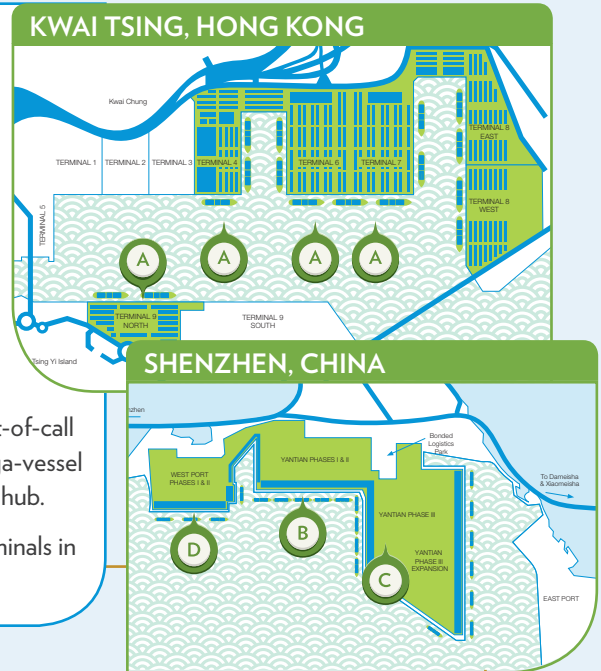 KWAI TSING, HONG KONG
Kwai Chung
TERMINAL 1
TERMINAL 2
TERMINAL 3
TERMINAL 4
TERMINAL 6
TERMINAL 7
TERMINAL 8
EAST
TERMINAL 8
WEST
TERMINAL 5
A
A
A
A
TERMINAL 9
NORTH
TERMINAL 9
SOUTH
Tsing Yi Island
SHENZHEN, CHINA
Bonded
Logistics
Park
To Dameisha
& Xiaomeisha
WEST PORT
PHASES I & II
YANTIAN PHASES I & II
YANTIAN PHASE III
YANTIAN
PHASE III
EXPANSION
EAST PORT
D
B
C
t-of-call
ga-vessel
hub.
minals in